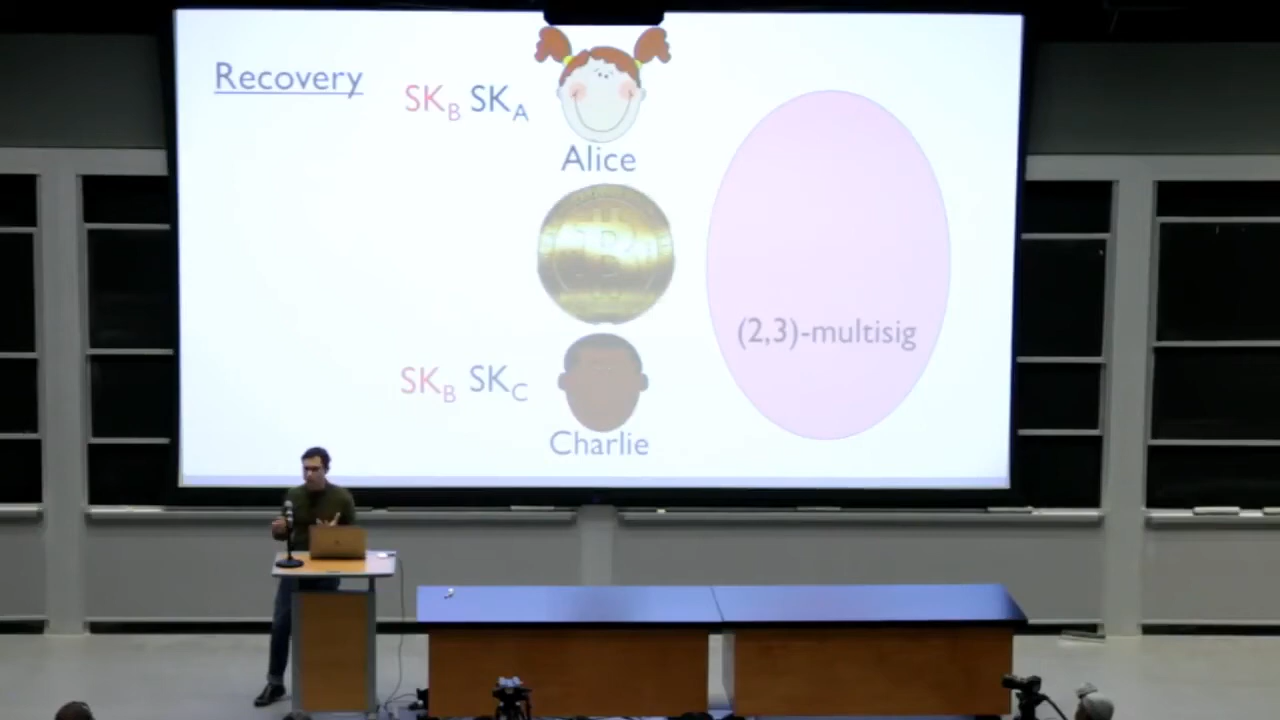 Recovery
SK_B SK_A
Alice
B
(2,3)-multisig
SK_B SK_C
Charlie